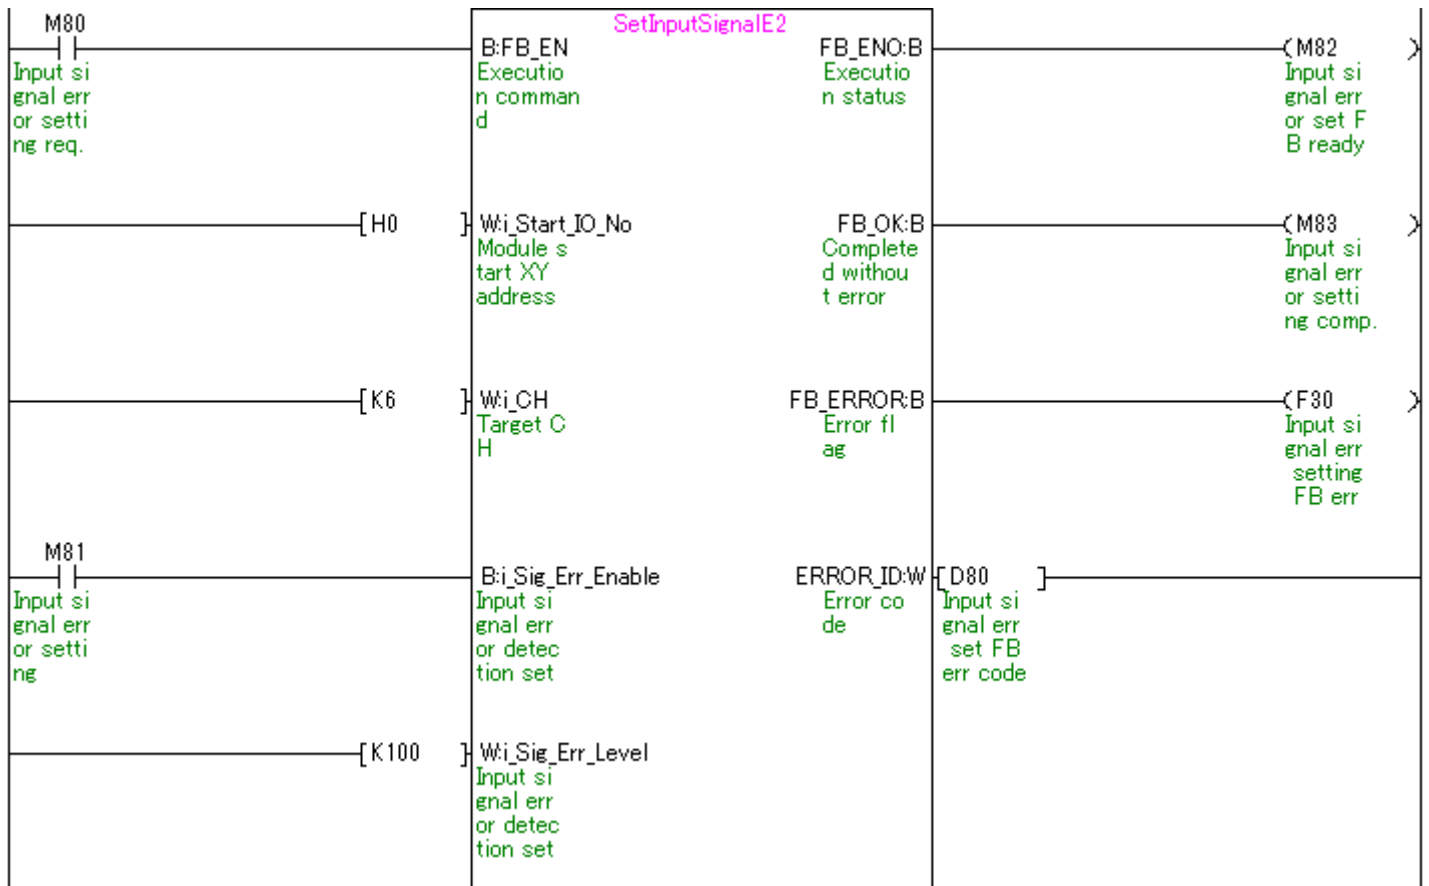 M80
SetInputSignalE2
B:FB_EN
FB_ENO:B
(M82 )
Input si
gnal err
or setti
ng req.
Executio
n comman
d
Executio
n status
Input si
gnal err
or set F
B ready
[H0 ]
W:i_Start_IO_No
FB_OK:B
(M83 )
Module s
tart XY
address
Complete
d withou
t error
Input si
gnal err
or setti
ng comp.
[K6 ]
W:i_CH
FB_ERROR:B
(F30 )
Target C
H
Error fl
ag
Input si
gnal err
setting
FB err
M81
B:i_Sig_Err_Enable
ERROR_ID:W
[D80 ]
Input si
gnal err
or setti
ng
Input si
gnal err
or detec
tion set
Error co
de
Input si
gnal err
set FB
err code
[K100 ]
W:i_Sig_Err_Level
Input si
gnal err
or detec
tion set